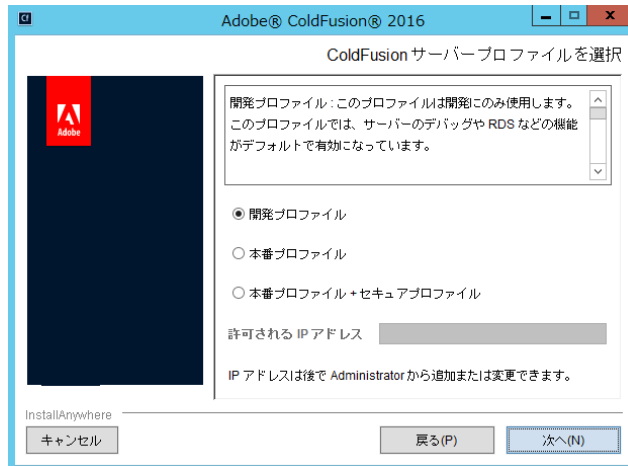 Cf
Adobe® ColdFusion® 2016
ColdFusion サーバープロファイルを選択
Adobe
開発プロファイル : このプロファイルは開発にのみ使用します。
このプロファイルでは、サーバーのデバッグや RDS などの機能
がデフォルトで有効になっています。
開発プロファイル
本番プロファイル
本番プロファイル + セキュアプロファイル
許可される IP アドレス
IP アドレスは後で Administrator から追加または変更できます。
InstallAnywhere
キャンセル
戻る(P)
次へ(N)